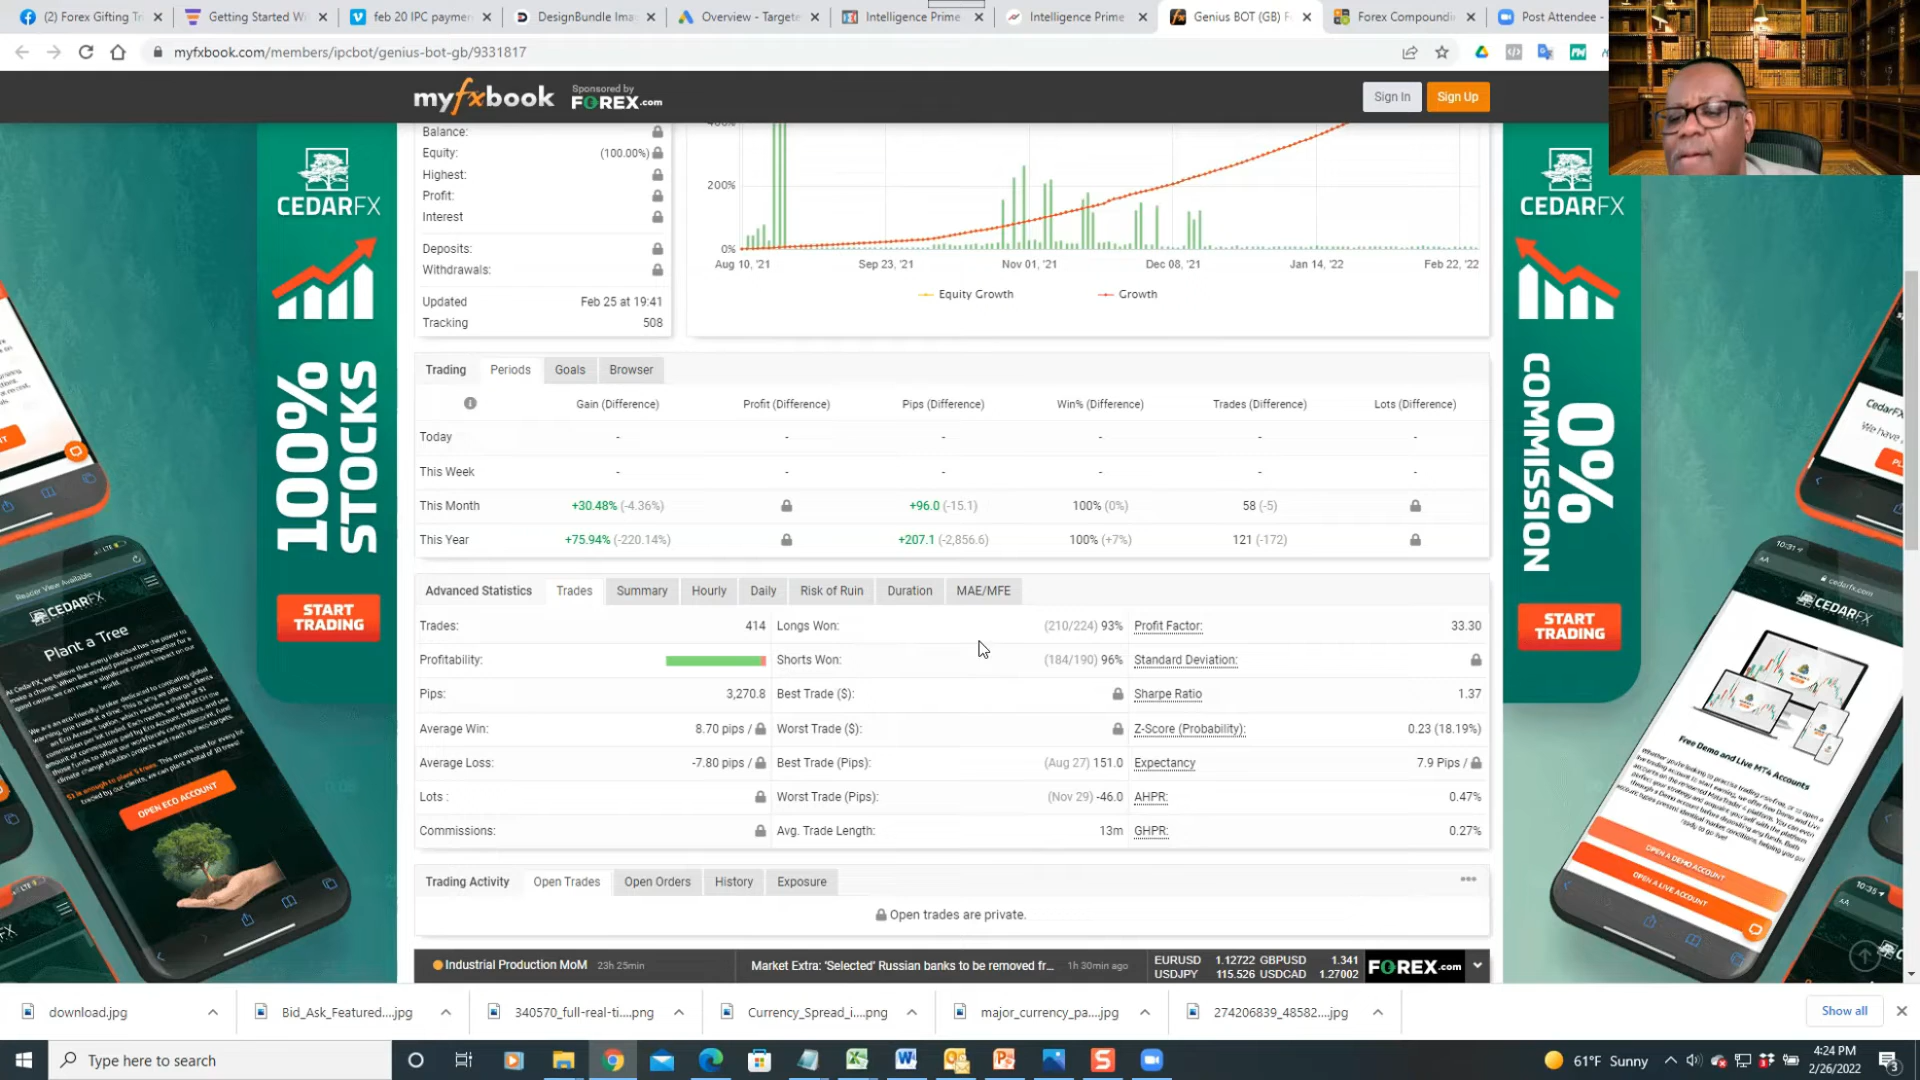 (2) Forex Gifting Tr
Getting Started Wi
feb 20 IPC paymen
DesignBundle Ima
Overview - Targete
Intelligence Prime
Intelligence Prime
Genius BOT (GB) F
Forex Compoundi
Post Attendee -
myfxbook.com/members/ipcbot/genius-bot-gb/9331817
myfxbook Sponsored by FOREX.com
Sign In
Sign Up
CEDARFX
100% STOCKS
START TRADING
CEDARFX
0% COMMISSION
START TRADING
Balance:
Equity: (100.00%)
Highest:
Profit:
Interest
Deposits:
Withdrawals:
Updated Feb 25 at 19:41
Tracking 508
200%
0%
Aug 10, '21 Sep 23, '21 Nov 01, '21 Dec 08, '21 Jan 14, '22 Feb 22, '22
Equity Growth Growth
Trading Periods Goals Browser
Gain (Difference) Profit (Difference) Pips (Difference) Win% (Difference) Trades (Difference) Lots (Difference)
Today - - - - - -
This Week - - - - - -
This Month +30.48% (-4.36%) +96.0 (-15.1) 100% (0%) 58 (-5)
This Year +75.94% (-220.14%) +207.1 (-2,856.6) 100% (+7%) 121 (-172)
Advanced Statistics Trades Summary Hourly Daily Risk of Ruin Duration MAE/MFE
Trades: 414 Longs Won: (210/224) 93% Profit Factor: 33.30
Profitability: Shorts Won: (184/190) 96% Standard Deviation:
Pips: 3,270.8 Best Trade ($): Sharpe Ratio 1.37
Average Win: 8.70 pips / Worst Trade ($): Z-Score (Probability): 0.23 (18.19%)
Average Loss: -7.80 pips / Best Trade (Pips): (Aug 27) 151.0 Expectancy 7.9 Pips /
Lots : Worst Trade (Pips): (Nov 29) -46.0 AHPR: 0.47%
Commissions: Avg. Trade Length: 13m GHPR: 0.27%
Trading Activity Open Trades Open Orders History Exposure
Open trades are private.
Industrial Production MoM 23h 25min
Market Extra: 'Selected' Russian banks to be removed fr... 1h 30min ago
EURUSD 1.12722 GBPUSD 1.341
USDJPY 115.526 USDCAD 1.27002
FOREX.com
CEDARFX
Plant a Tree
OPEN ECO ACCOUNT
CEDARFX
Free Demo and Live MT4 Accounts
OPEN A DEMO ACCOUNT
OPEN A LIVE ACCOUNT
download.jpg
Bid_Ask_Featured....jpg
340570_full-real-ti....png
Currency_Spread_i....png
major_currency_pa....jpg
274206839_48582....jpg
Show all
Type here to search
61°F Sunny
4:24 PM
2/26/2022
3